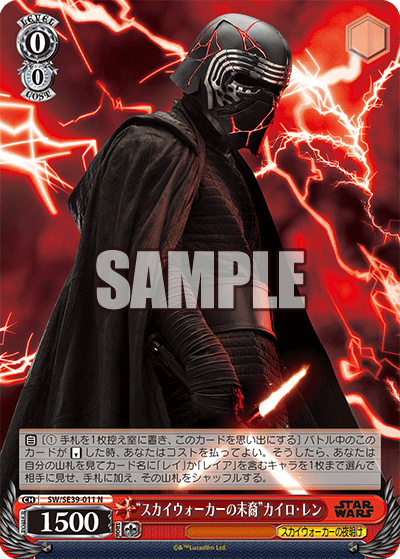 LEVEL
0
0
COST
SAMPLE
【① 手札を1枚控え室に置き、このカードを思い出にする】バトル中のこの
カードが した時、あなたはコストを払ってよい。そうしたら、あなたは
自分の山札を見てカード名に「レイ」か「レイア」を含むキャラを1枚まで選んで
相手に見せ、手札に加え、その山札をシャッフルする。
CH SW/SE39-011 N
POWER
1500
“スカイウォーカーの末裔”カイロ・レン
STAR WARS
スカイウォーカーの夜明け
©&™Lucasfilm Ltd.